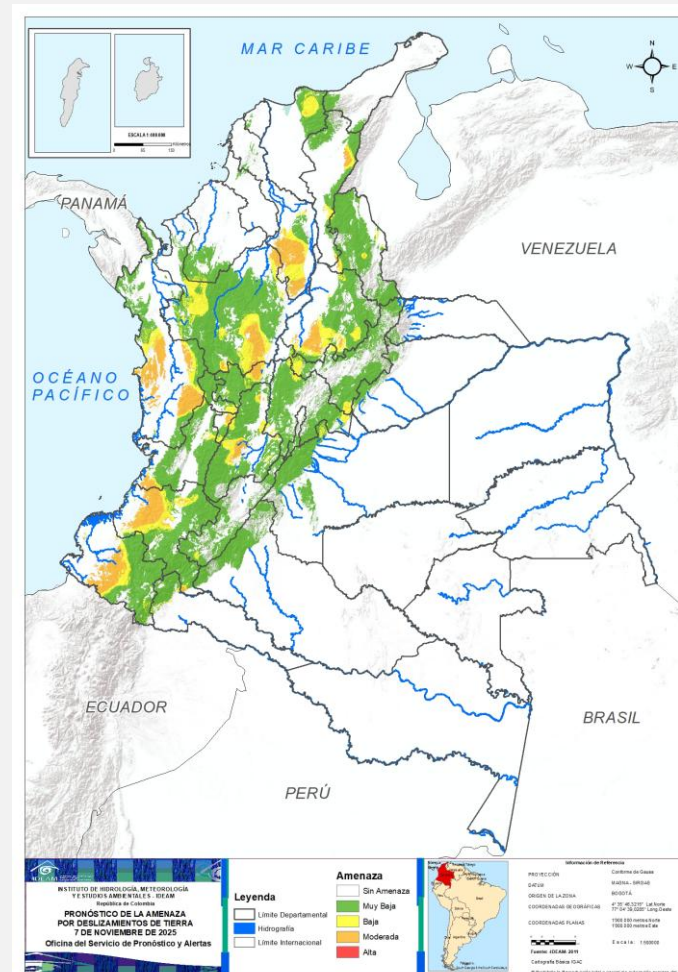 MAR CARIBE
N
W
E
S
ESCALA 1:600.000
PANAMÁ
VENEZUELA
OCÉANO
PACÍFICO
ECUADOR
BRASIL
PERÚ
IDEAM
INSTITUTO DE HIDROLOGÍA, METEOROLOGÍA
Y ESTUDIOS AMBIENTALES - IDEAM
República de Colombia
PRONÓSTICO DE LA AMENAZA
POR DESLIZAMIENTOS DE TIERRA
7 DE NOVIEMBRE DE 2025
Oficina del Servicio de Pronóstico y Alertas
Leyenda
Límite Departamental
Hidrografía
Límite Internacional
Amenaza
Sin Amenaza
Muy Baja
Baja
Moderada
Alta
Información de Referencia
PROYECCIÓN
Conforme de Gauss
DATUM
MAGNA - SIRGAS
ORIGEN DE LA ZONA
BOGOTÁ
COORDENADAS GEOGRÁFICAS
COORDENADAS PLANAS
Fuente: IDEAM 2011
Cartografía Básica IGAC